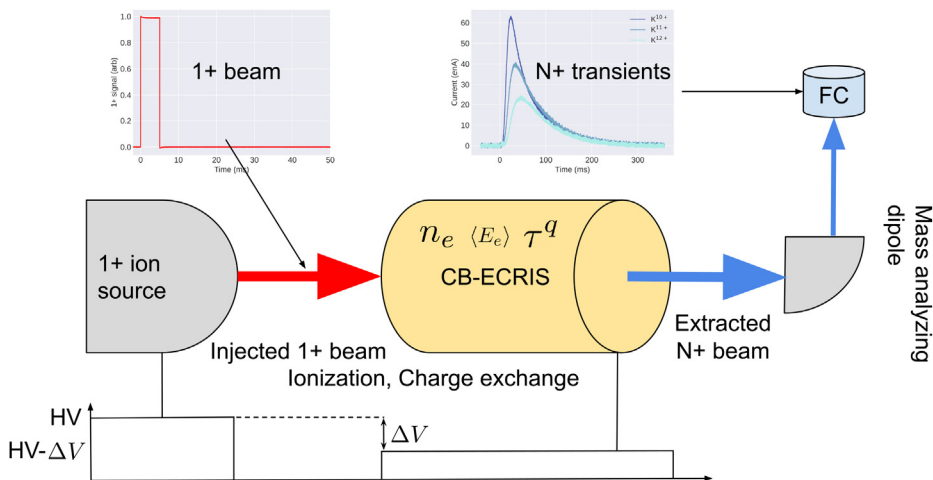 1.0
0.8
0.6
0.4
0.2
0.0
1+ signal (arb)
0 10 20 30 40 50
Time (ms)
1+ beam
60
50
40
30
20
10
0
Current (enA)
K¹⁰⁺
K¹¹⁺
K¹²⁺
N+ transients
0 100 200 300
Time (ms)
FC
1+ ion
source
nₑ ⟨Eₑ⟩ τ^q
CB-ECRIS
Mass analyzing
dipole
Injected 1+ beam
Ionization, Charge exchange
Extracted
N+ beam
HV
HV-ΔV
ΔV